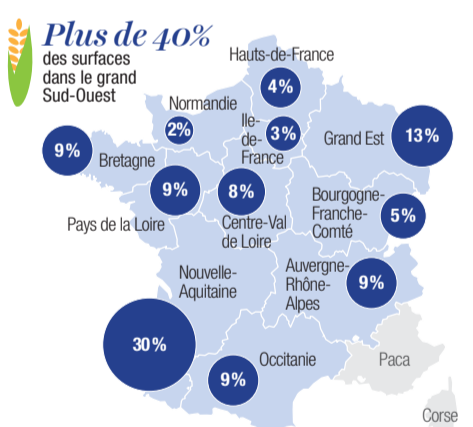 Plus de 40%
des surfaces
dans le grand
Sud-Ouest
Hauts-de-France
4%
Normandie
2%
Ile-
de-
France
3%
Grand Est
13%
9%
Bretagne
9%
Pays de la Loire
8%
Centre-Val
de Loire
Bourgogne-
Franche-
Comté
5%
Nouvelle-
Aquitaine
30%
Auvergne-
Rhône-
Alpes
9%
Occitanie
9%
Paca
Corse